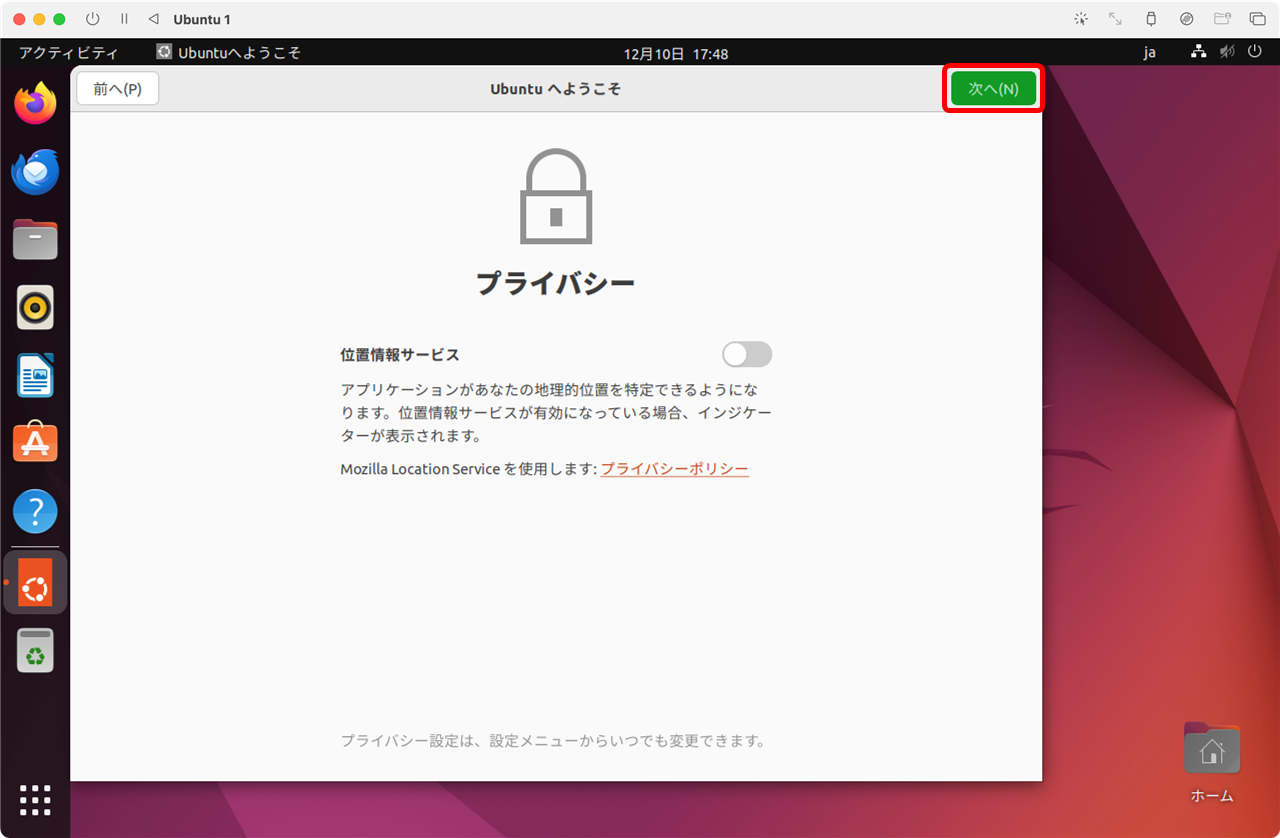 Ubuntu 1
アクティビティ
Ubuntuへようこそ
12月10日 17:48
ja
前へ(P)
Ubuntu へようこそ
次へ(N)
プライバシー
位置情報サービス
アプリケーションがあなたの地理的位置を特定できるようにな
ります。位置情報サービスが有効になっている場合、インジケー
ターが表示されます。
Mozilla Location Service を使用します: プライバシーポリシー
プライバシー設定は、設定メニューからいつでも変更できます。
ホーム